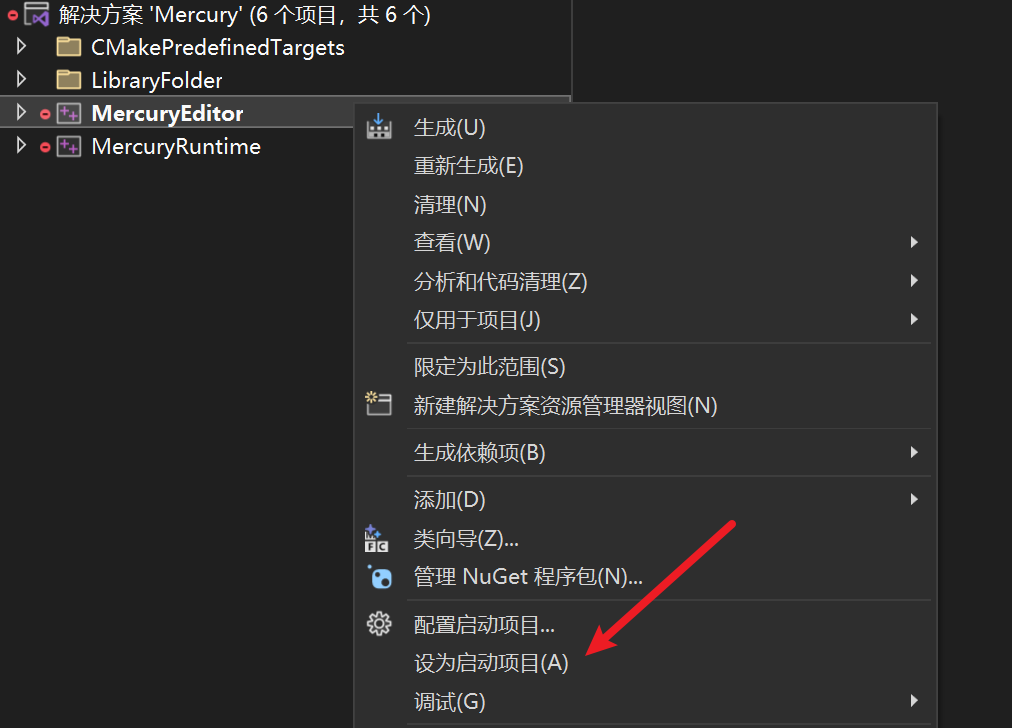 解决方案 'Mercury' (6 个项目，共 6 个)
CMakePredefinedTargets
LibraryFolder
MercuryEditor
MercuryRuntime
生成(U)
重新生成(E)
清理(N)
查看(W)
分析和代码清理(Z)
仅用于项目(J)
限定为此范围(S)
新建解决方案资源管理器视图(N)
生成依赖项(B)
添加(D)
类向导(Z)...
管理 NuGet 程序包(N)...
配置启动项目...
设为启动项目(A)
调试(G)